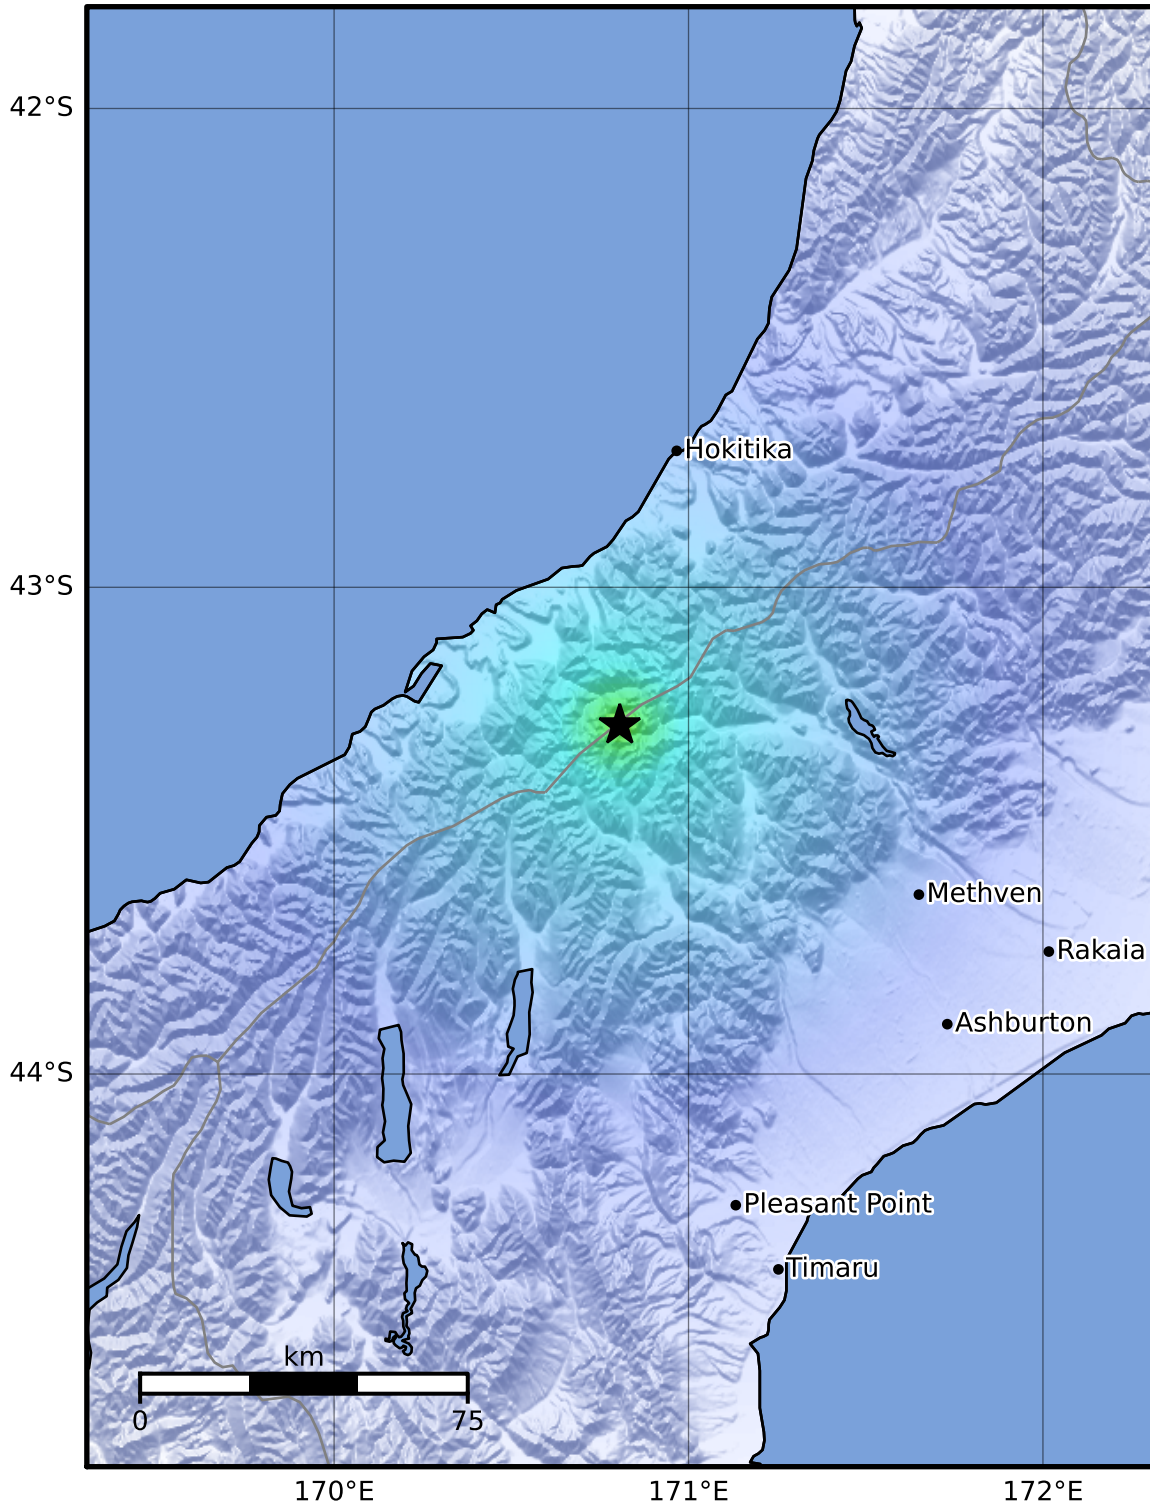 42°S
Hokitika
43°S
Methven
Rakaia
Ashburton
44°S
Pleasant Point
Timaru
km
0 75
170°E 171°E 172°E